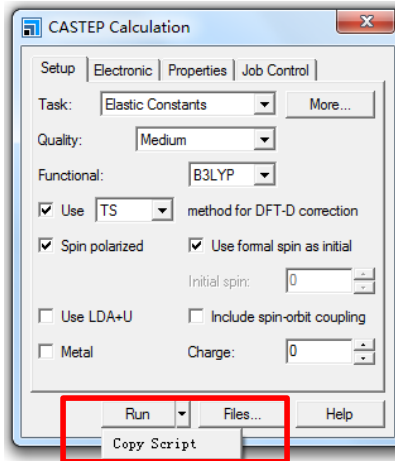 CASTEP Calculation
Setup Electronic Properties Job Control
Task: Elastic Constants More...
Quality: Medium
Functional: B3LYP
Use TS method for DFT-D correction
Spin polarized Use formal spin as initial
Initial spin: 0
Use LDA+U Include spin-orbit coupling
Metal Charge: 0
Run Files... Help
Copy Script